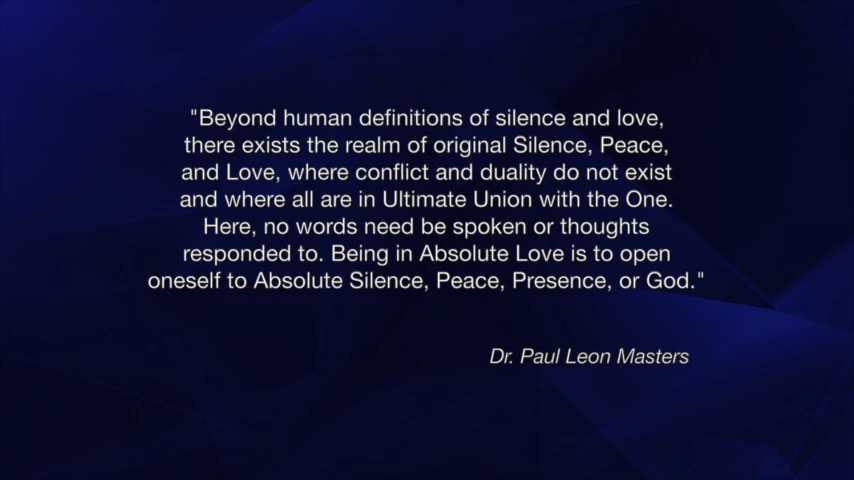 "Beyond human definitions of silence and love,
there exists the realm of original Silence, Peace,
and Love, where conflict and duality do not exist
and where all are in Ultimate Union with the One.
Here, no words need be spoken or thoughts
responded to. Being in Absolute Love is to open
oneself to Absolute Silence, Peace, Presence, or God."
Dr. Paul Leon Masters